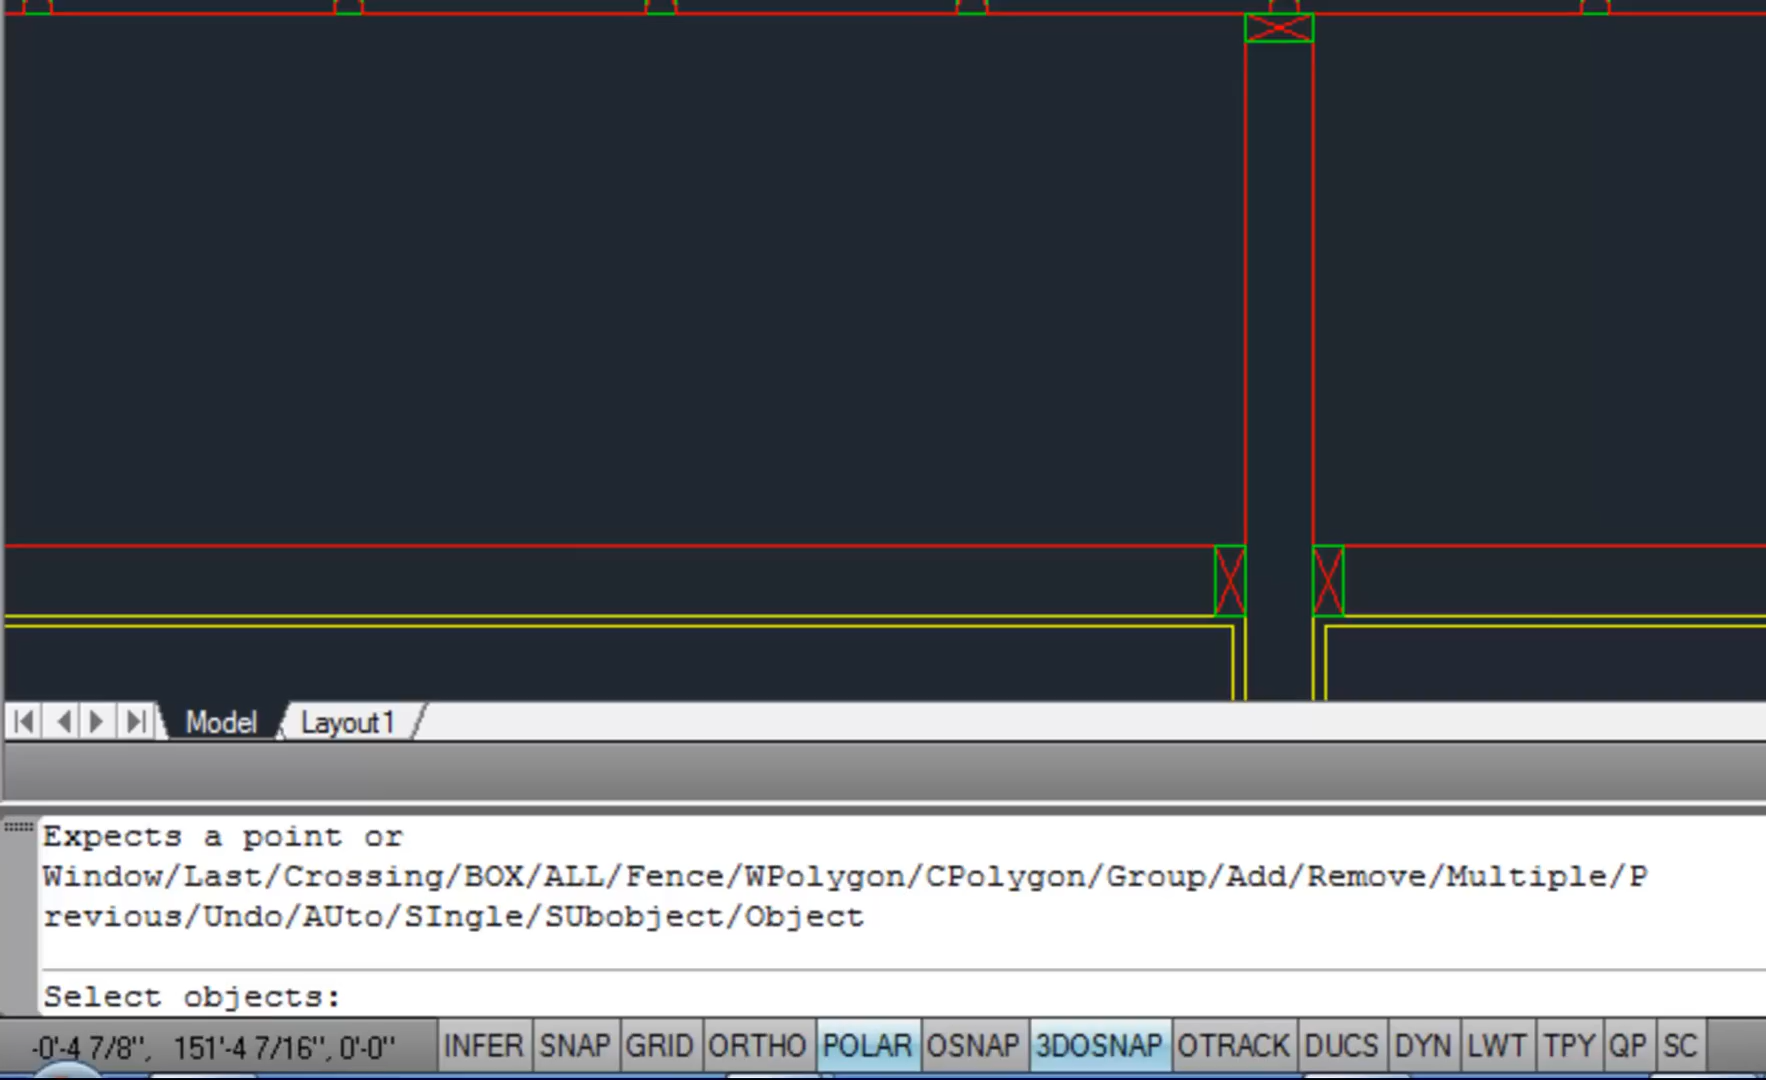 Model Layout1
Expects a point or
Window/Last/Crossing/BOX/ALL/Fence/WPolygon/CPolygon/Group/Add/Remove/Multiple/P
revious/Undo/AUto/SIngle/SUbobject/Object
Select objects:
-0'-4 7/8", 151'-4 7/16", 0'-0" INFER SNAP GRID ORTHO POLAR OSNAP 3DOSNAP OTRACK DUCS DYN LWT TPY QP SC